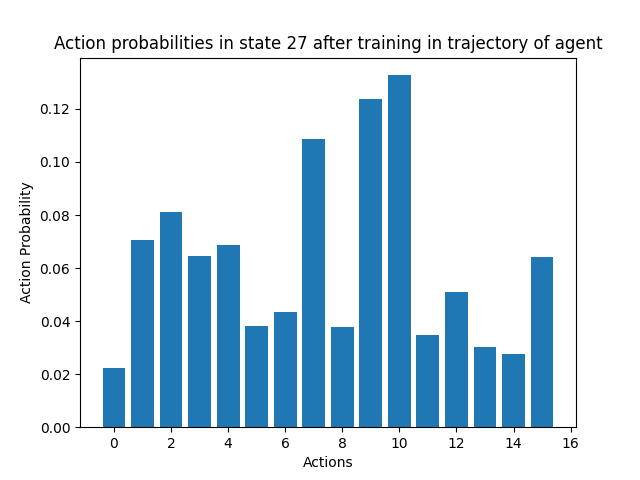 Action probabilities in state 27 after training in trajectory of agent
0.12
0.10
0.08
0.06
0.04
0.02
0.00
Action Probability
0 2 4 6 8 10 12 14 16
Actions